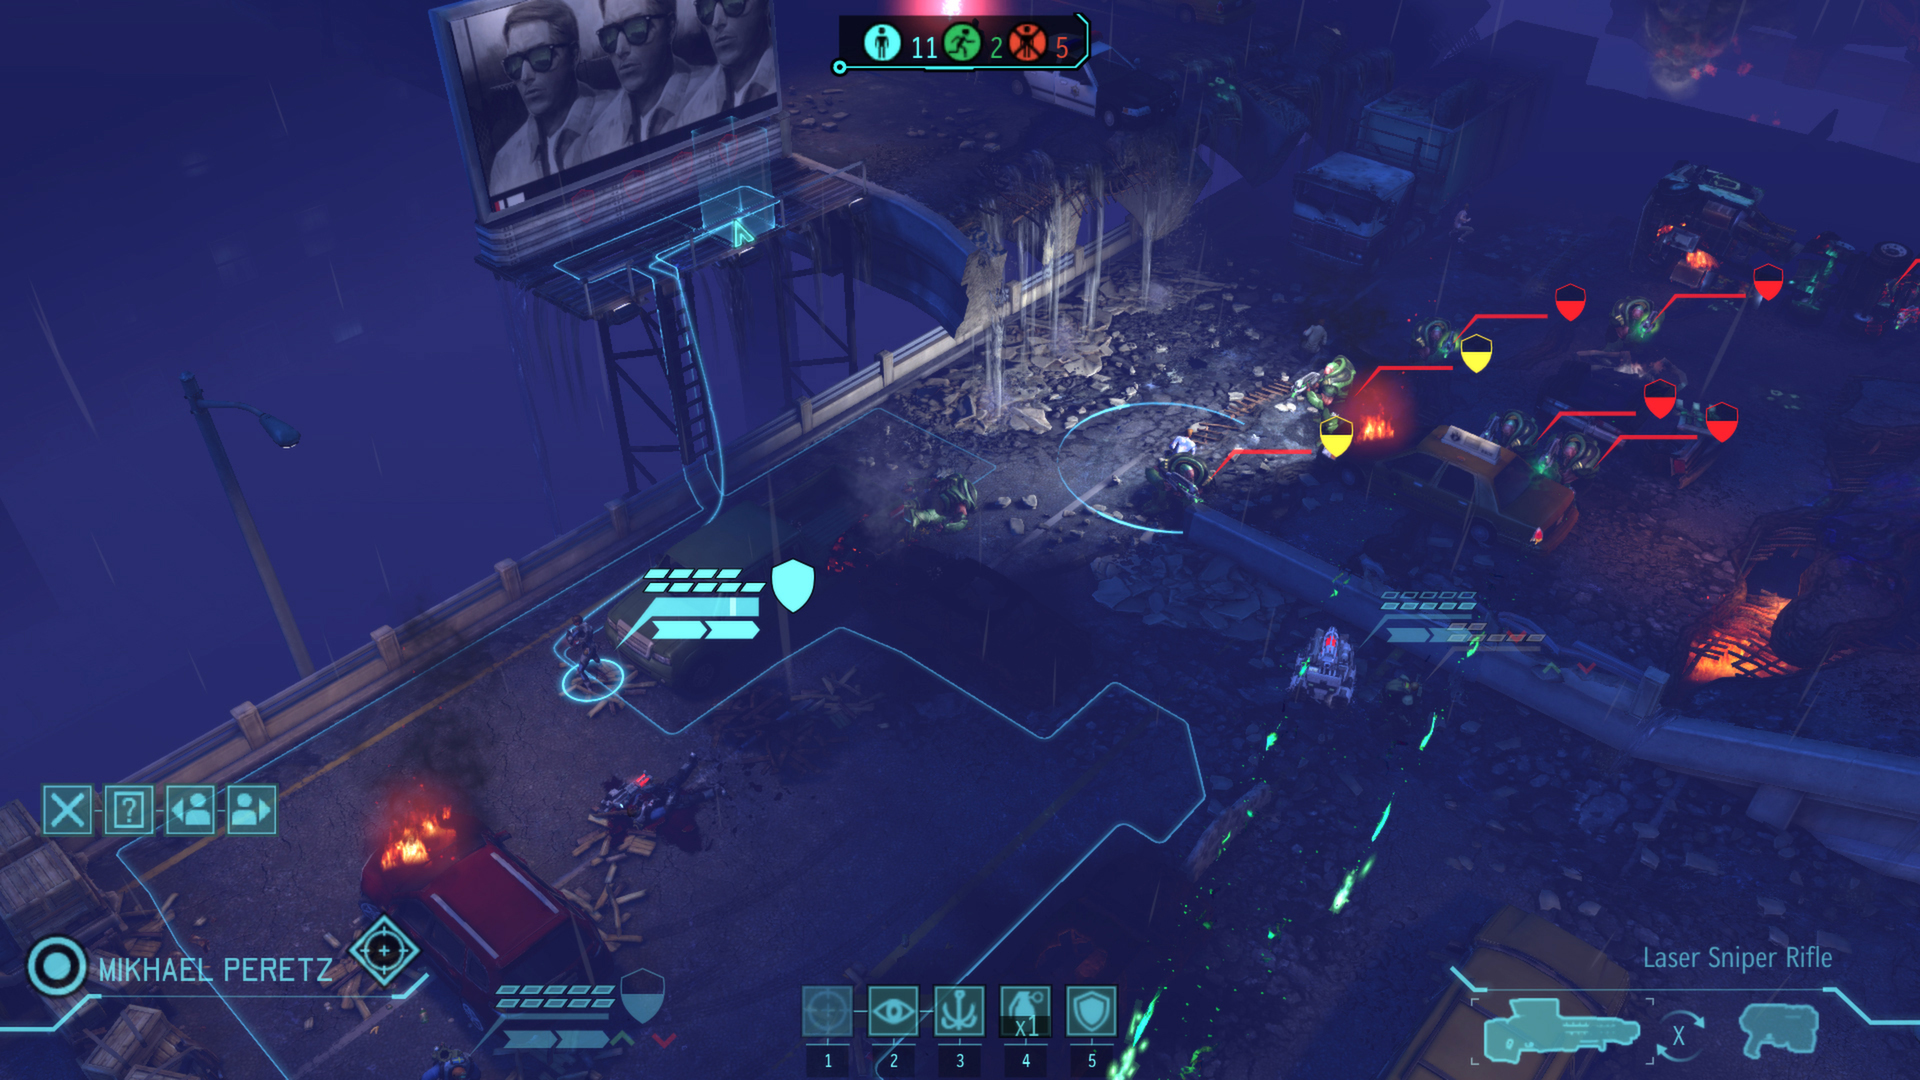 11 2 5
MIKHAEL PERETZ
x1
1 2 3 4 5
Laser Sniper Rifle
X